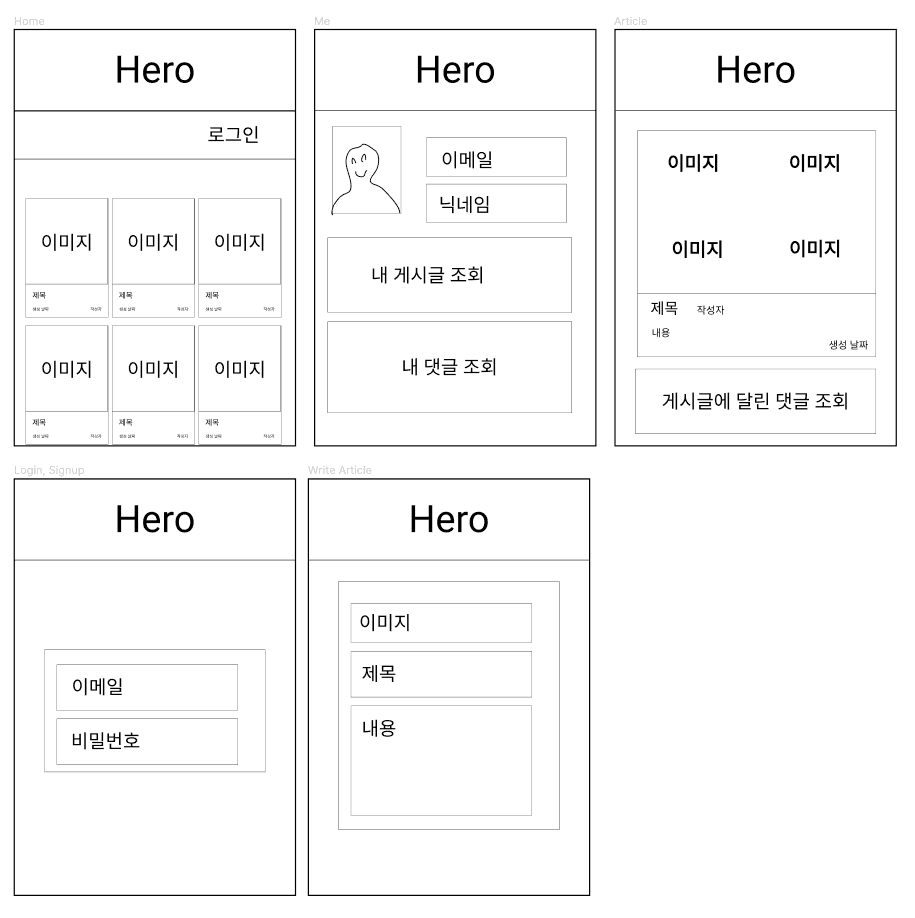 Home
Hero
로그인
이미지 이미지 이미지
제목 제목 제목
생성 날짜 작성자 생성 날짜 작성자 생성 날짜 작성자
이미지 이미지 이미지
제목 제목 제목
생성 날짜 작성자 생성 날짜 작성자 생성 날짜 작성자
Me
Hero
이메일
닉네임
내 게시글 조회
내 댓글 조회
Article
Hero
이미지 이미지
이미지 이미지
제목 작성자
내용
생성 날짜
게시글에 달린 댓글 조회
Login, Signup
Hero
이메일
비밀번호
Write Article
Hero
이미지
제목
내용